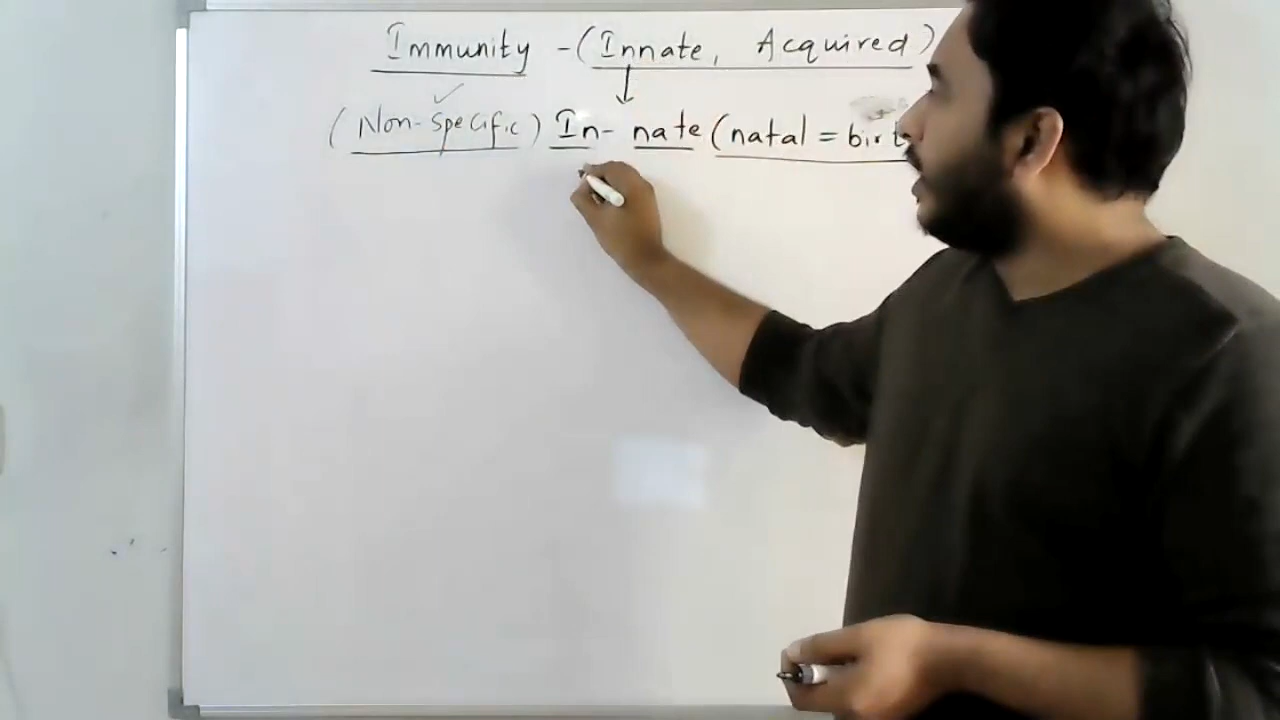 Immunity - (Innate, Acquired)
(Non-Specific) In- nate (natal = birt